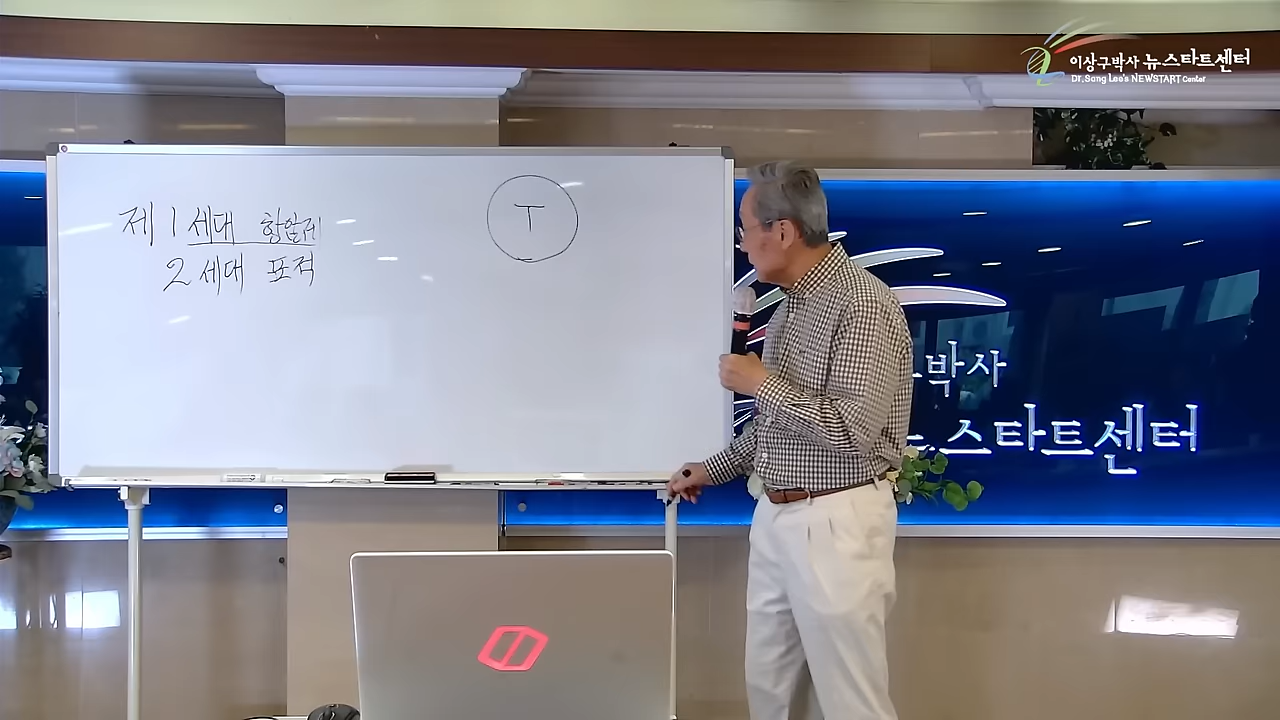 이상구박사 뉴스타트센터
Dr. Sang Lee's NEWSTART Center
제 1 세대 항암제
2 세대 표적
T
박사
뉴스타트센터